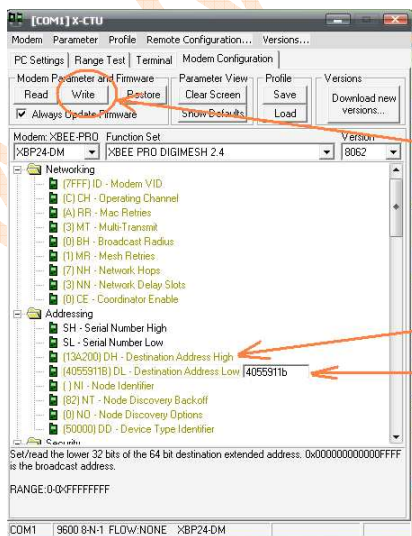 [COM1] X-CTU
Modem Parameter Profile Remote Configuration... Versions...
PC Settings Range Test Terminal Modem Configuration
Modem Parameter and Firmware Parameter View Profile Versions
Read Write Restore Clear Screen Save Download new versions...
Always Update Firmware Show Defaults Load
Modem: XBEE-PRO Function Set Version
XBP24-DM XBEE PRO DIGIMESH 2.4 8062
Networking
(7FFF) ID - Modem VID
(C) CH - Operating Channel
(A) RR - Mac Retries
(3) MT - Multi-Transmit
(0) BH - Broadcast Radius
(1) MR - Mesh Retries
(7) NH - Network Hops
(3) NN - Network Delay Slots
(0) CE - Coordinator Enable
Addressing
SH - Serial Number High
SL - Serial Number Low
(13A200) DH - Destination Address High
(4055911B) DL - Destination Address Low 4055911b
( ) NI - Node Identifier
(82) NT - Node Discovery Backoff
(0) NO - Node Discovery Options
(50000) DD - Device Type Identifier
Security
Set/read the lower 32 bits of the 64 bit destination extended address. 0x000000000000FFFF
is the broadcast address.
RANGE:0-0XFFFFFFFF
COM1 9600 8-N-1 FLOW:NONE XBP24-DM